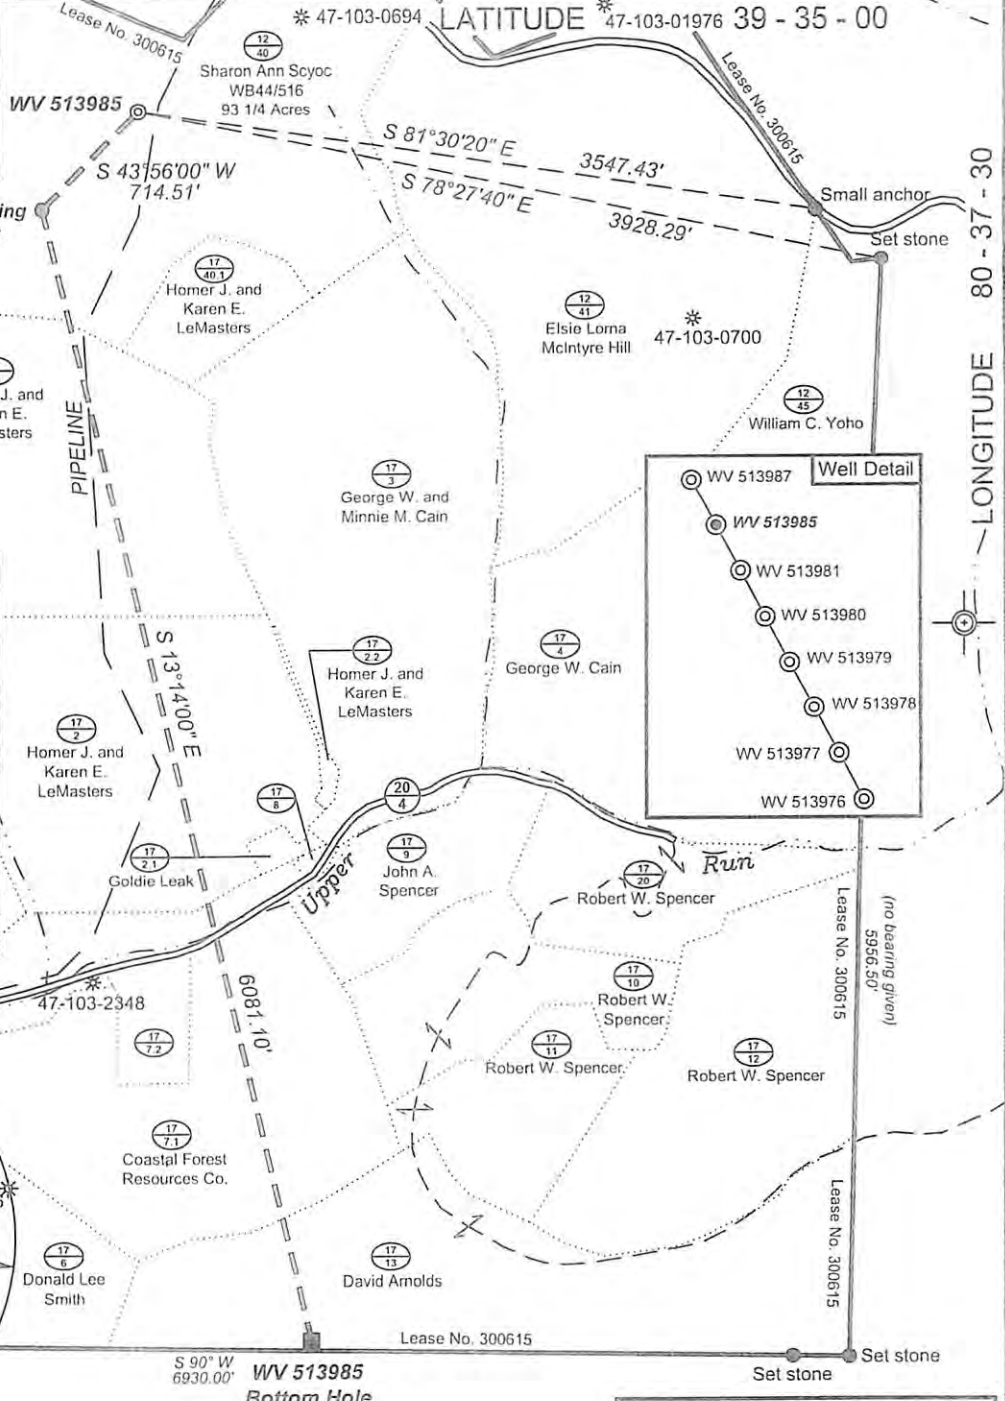 47-103-0694
LATITUDE
47-103-01976
39 - 35 - 00
Lease No. 300615
12
40
Sharon Ann Scyoc
WB44/516
93 1/4 Acres
Lease No. 300615
WV 513985
S 81°30'20" E
3547.43'
S 43°56'00" W
714.51'
S 78°27'40" E
3928.29'
Small anchor
Set stone
80 - 37 - 30
LONGITUDE
17
40.1
Homer J. and
Karen E.
LeMasters
12
41
Elsie Lorna
McIntyre Hill
47-103-0700
12
45
William C. Yoho
J. and
n E.
sters
PIPELINE
17
3
George W. and
Minnie M. Cain
Well Detail
WV 513987
WV 513985
WV 513981
WV 513980
WV 513979
WV 513978
WV 513977
WV 513976
S 13°14'00" E
17
2.2
Homer J. and
Karen E.
LeMasters
17
4
George W. Cain
17
2
Homer J. and
Karen E.
LeMasters
17
8
20
4
17
2.1
Goldie Leak
17
9
John A.
Spencer
Upper
Run
17
20
Robert W. Spencer
Lease No. 300615
(no bearing given)
5956.50'
47-103-2348
6081.10'
17
10
Robert W.
Spencer
17
7.2
17
11
Robert W. Spencer
17
12
Robert W. Spencer
17
7.1
Coastal Forest
Resources Co.
Lease No. 300615
17
6
Donald Lee
Smith
17
13
David Arnolds
Lease No. 300615
S 90° W
6930.00'
WV 513985
Bottom Hole
Set stone
Set stone